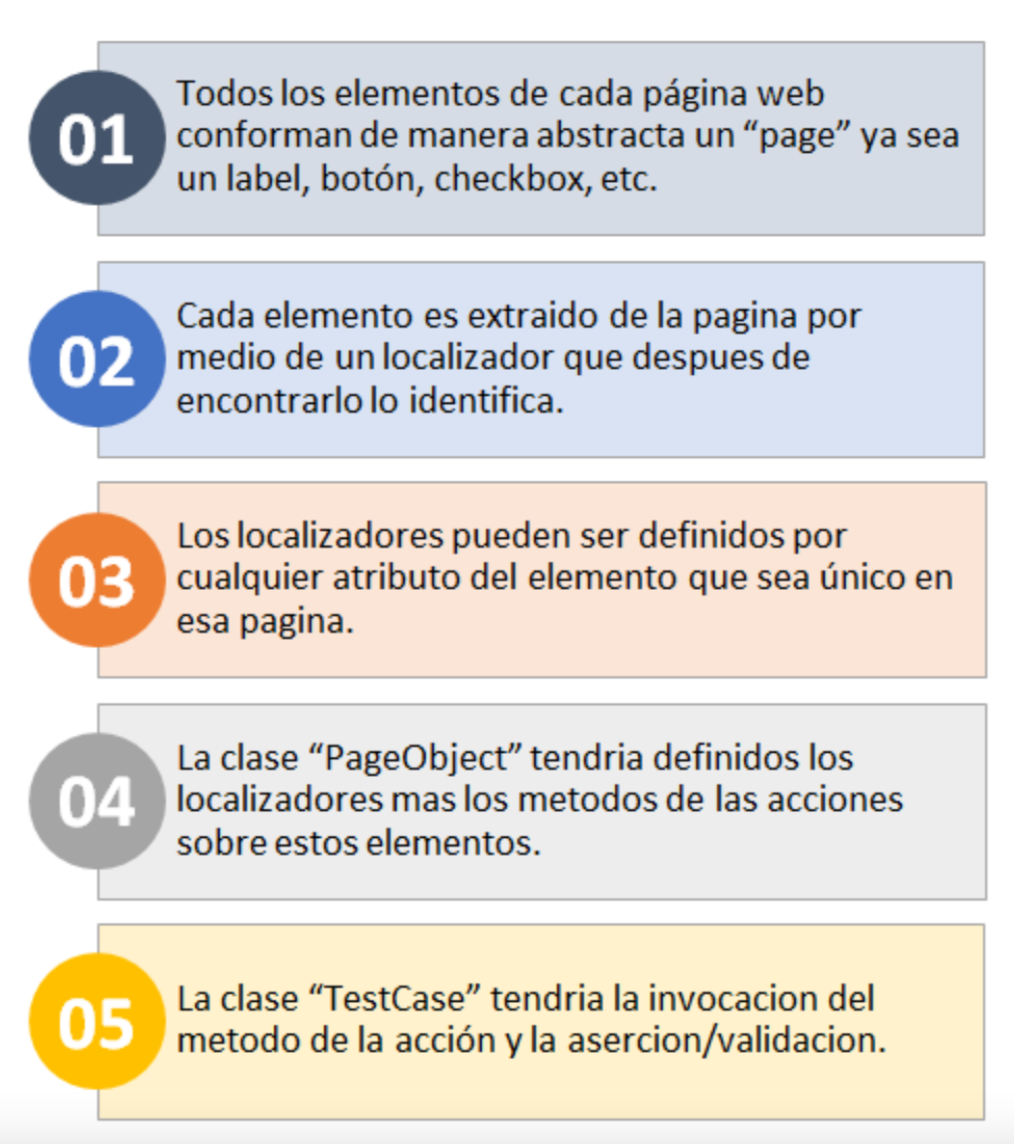 01
Todos los elementos de cada página web
conforman de manera abstracta un “page” ya sea
un label, botón, checkbox, etc.
02
Cada elemento es extraido de la pagina por
medio de un localizador que despues de
encontrarlo lo identifica.
03
Los localizadores pueden ser definidos por
cualquier atributo del elemento que sea único en
esa pagina.
04
La clase “PageObject” tendria definidos los
localizadores mas los metodos de las acciones
sobre estos elementos.
05
La clase “TestCase” tendria la invocacion del
metodo de la acción y la asercion/validacion.